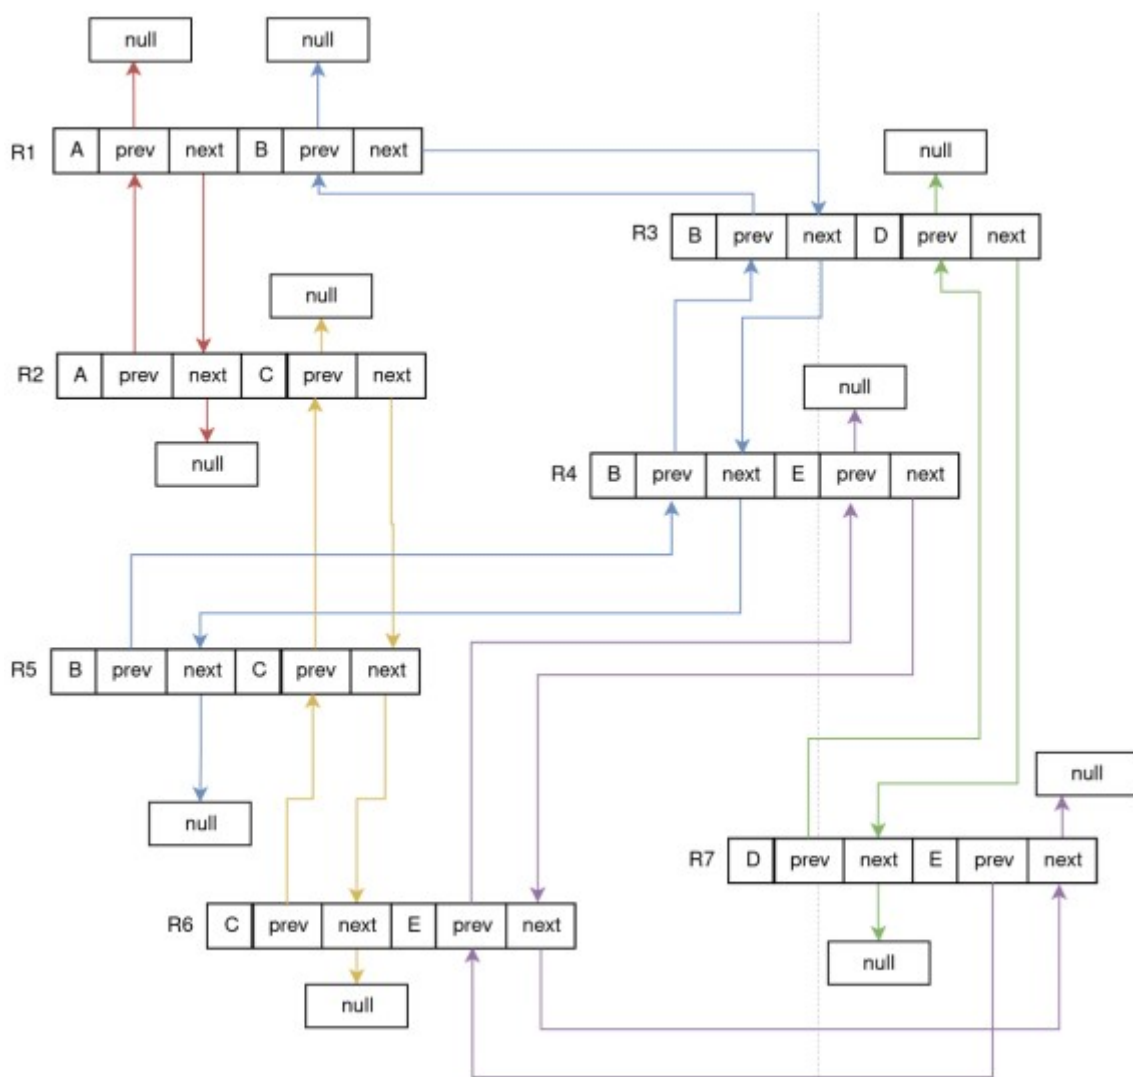 null null
R1 A prev next B prev next
null
R3 B prev next D prev next
null
R2 A prev next C prev next
null
null
R4 B prev next E prev next
R5 B prev next C prev next
null
null
R7 D prev next E prev next
R6 C prev next E prev next
null
null